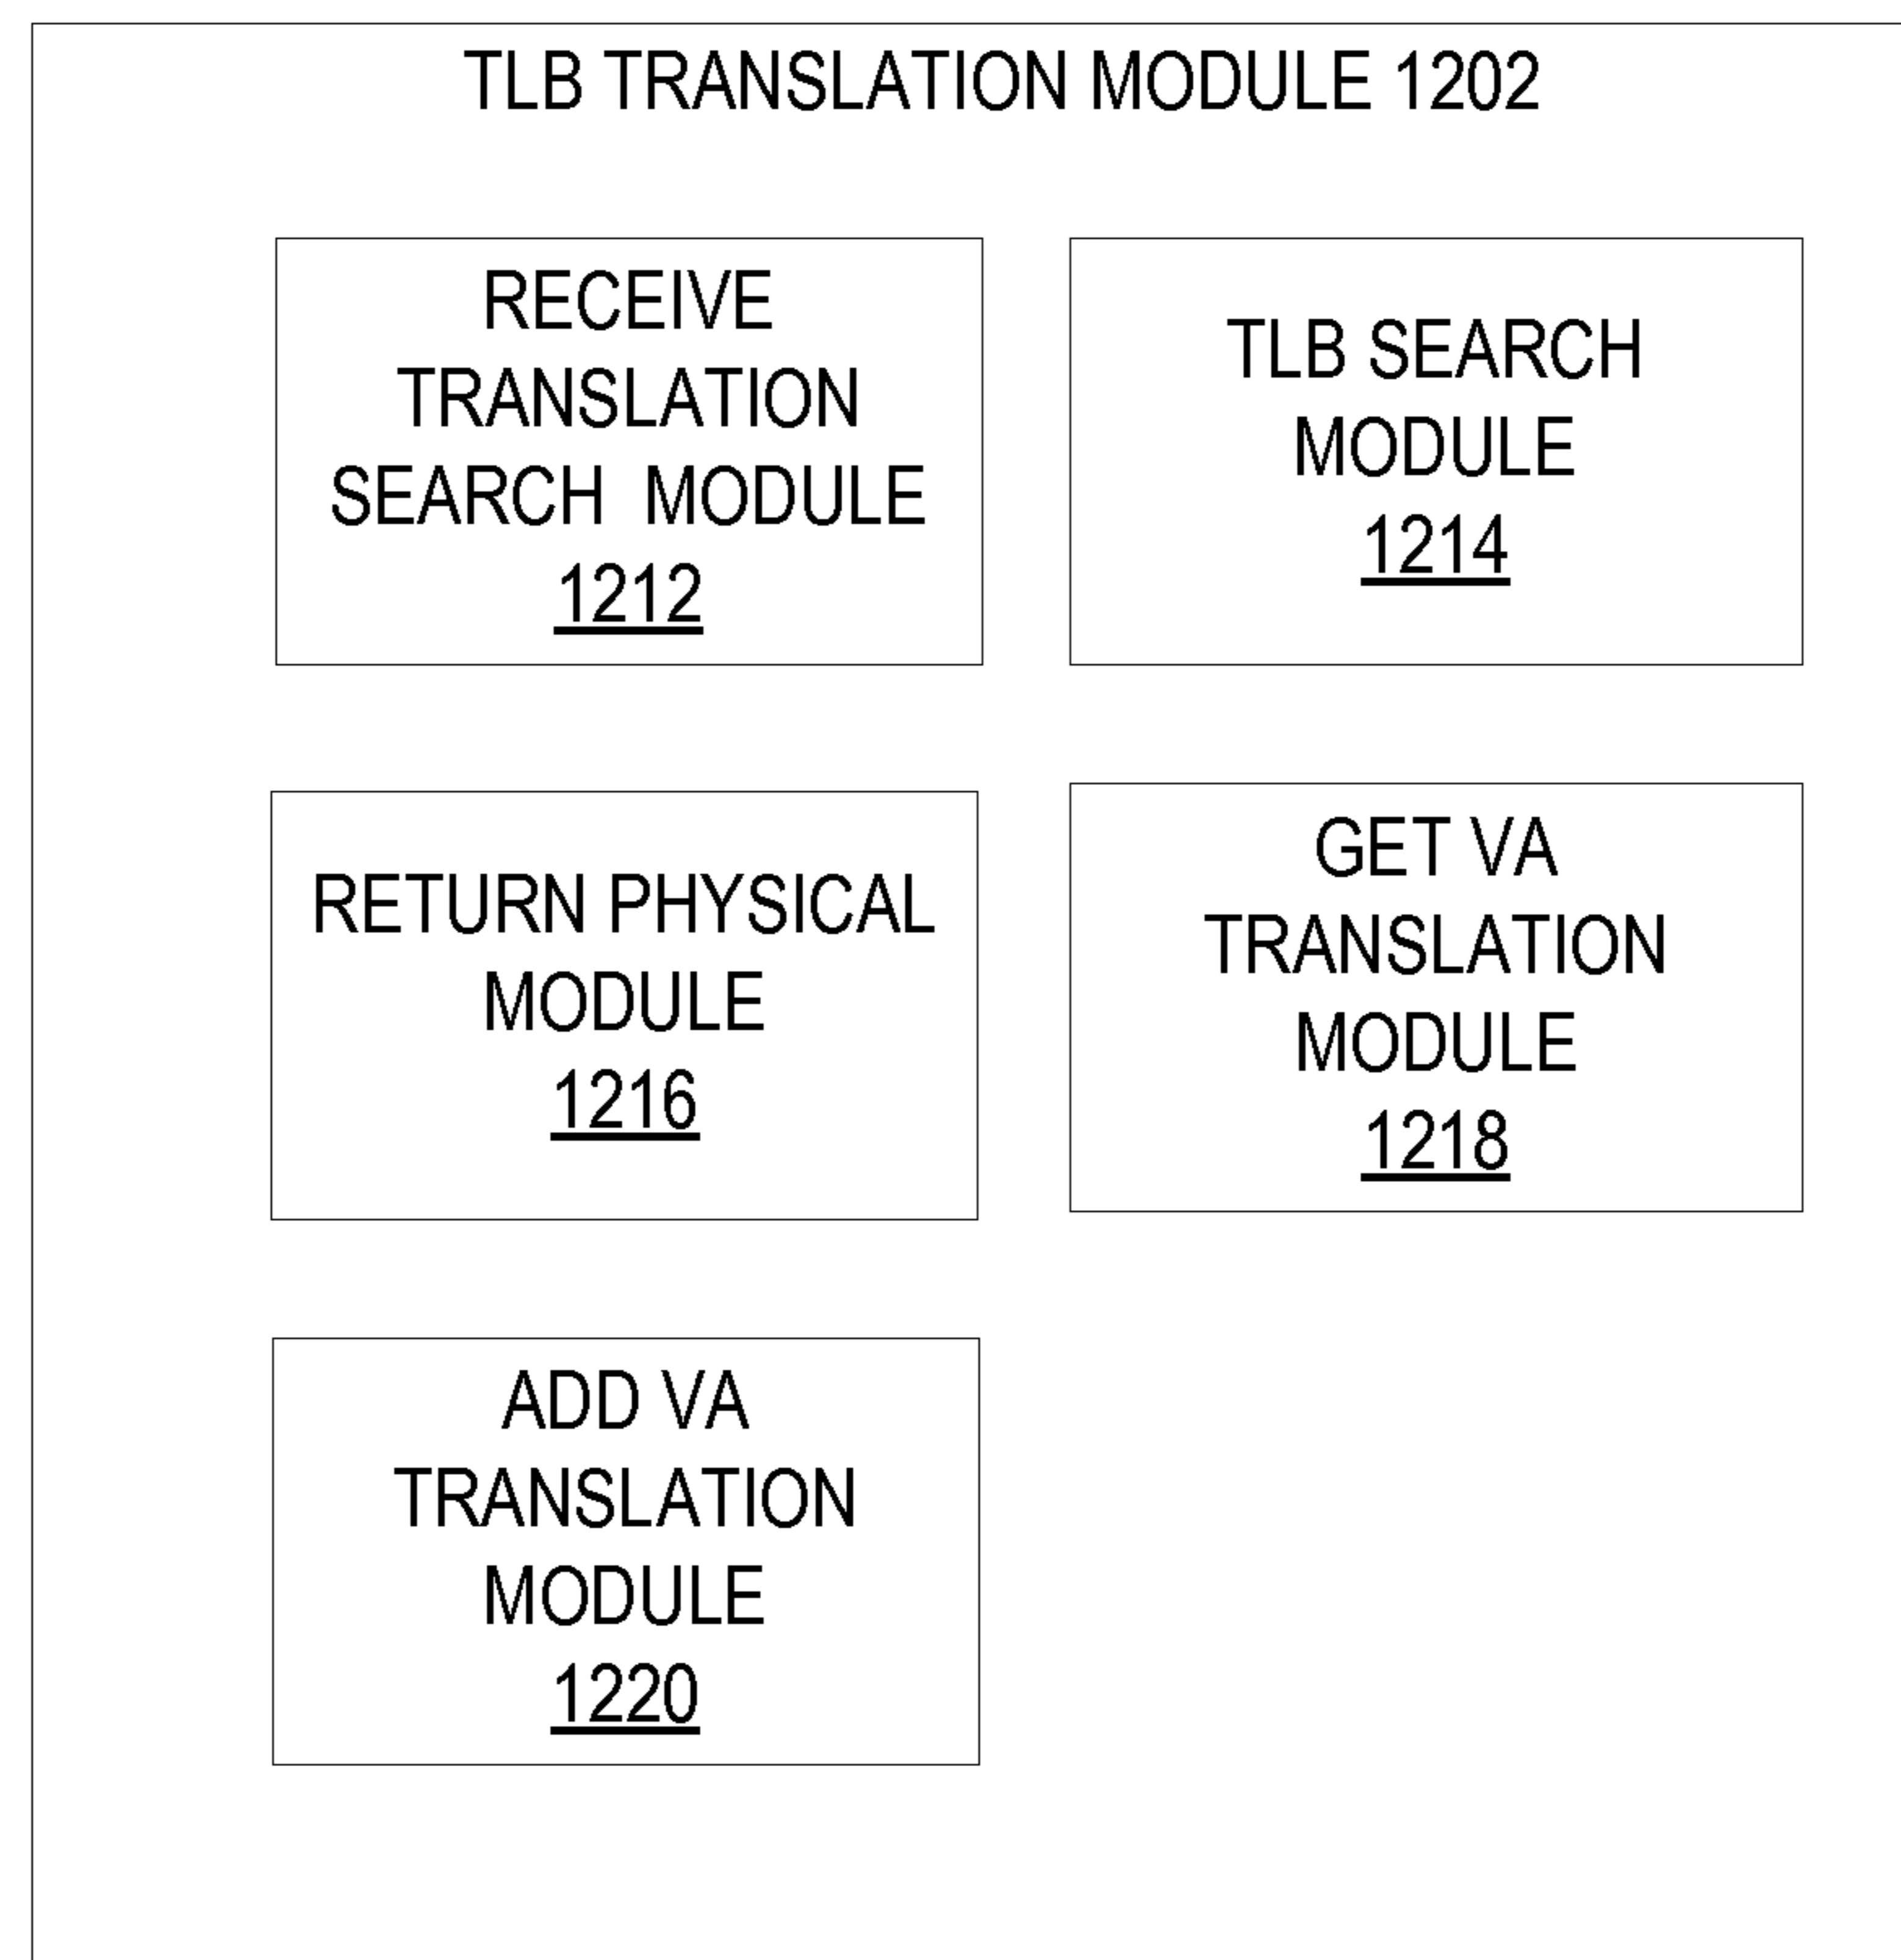 TLB TRANSLATION MODULE 1202
RECEIVE
TRANSLATION
SEARCH MODULE
1212
TLB SEARCH
MODULE
1214
RETURN PHYSICAL
MODULE
1216
GET VA
TRANSLATION
MODULE
1218
ADD VA
TRANSLATION
MODULE
1220